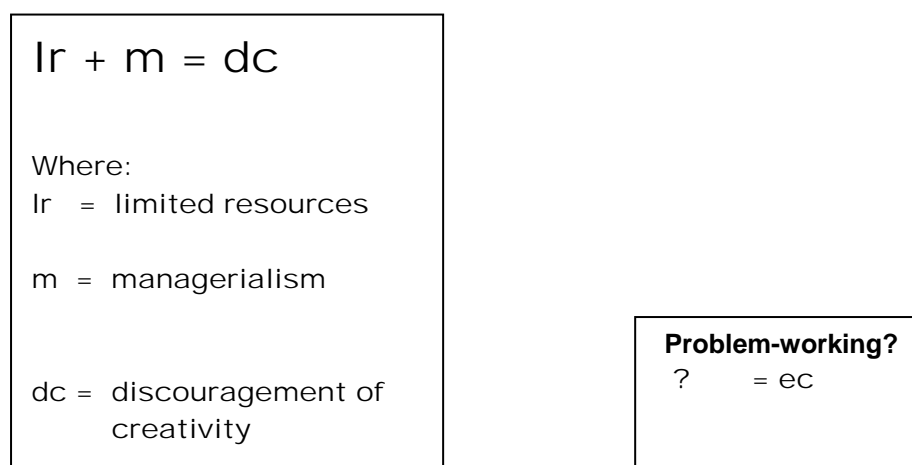 lr + m = dc
Where:
lr = limited resources
m = managerialism
dc = discouragement of
creativity
Problem-working?
? = ec